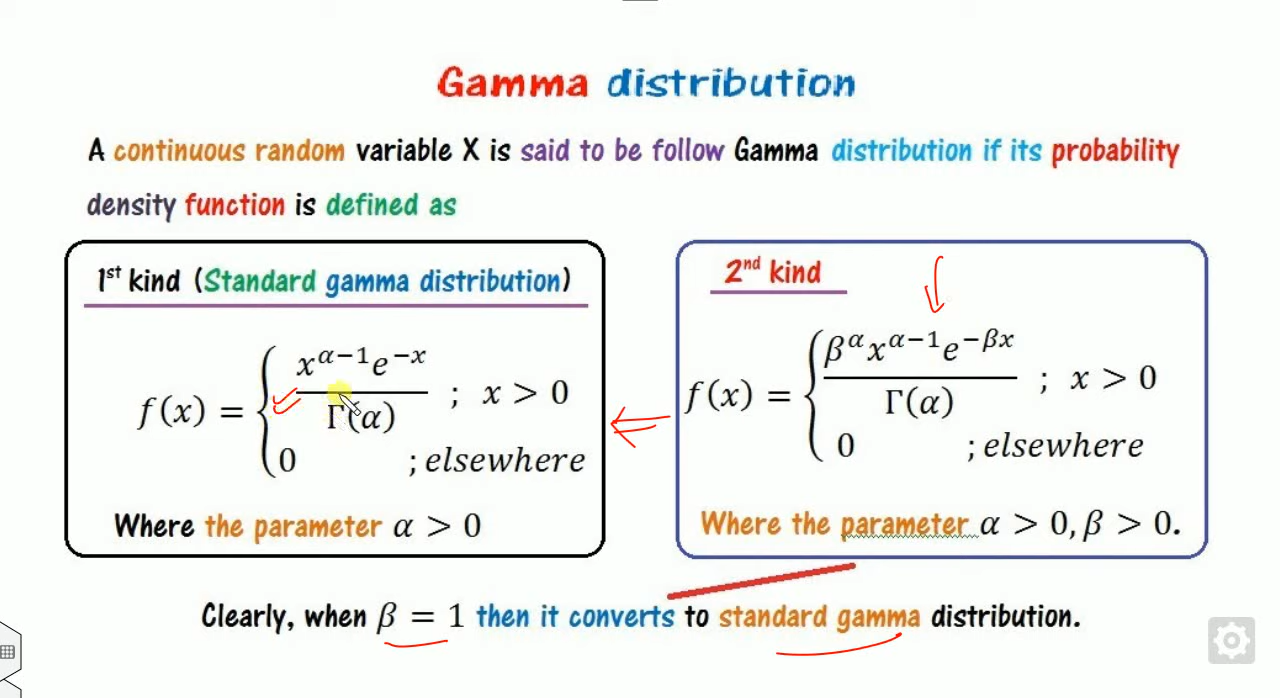 Gamma distribution
A continuous random variable X is said to be follow Gamma distribution if its probability
density function is defined as
1st kind (Standard gamma distribution)
f(x) = { x^{α−1}e^{−x} / Γ(α) ; x > 0
0 ; elsewhere
Where the parameter α > 0
2nd kind
f(x) = { β^α x^{α−1}e^{−βx} / Γ(α) ; x > 0
0 ; elsewhere
Where the parameter α > 0, β > 0.
Clearly, when β = 1 then it converts to standard gamma distribution.